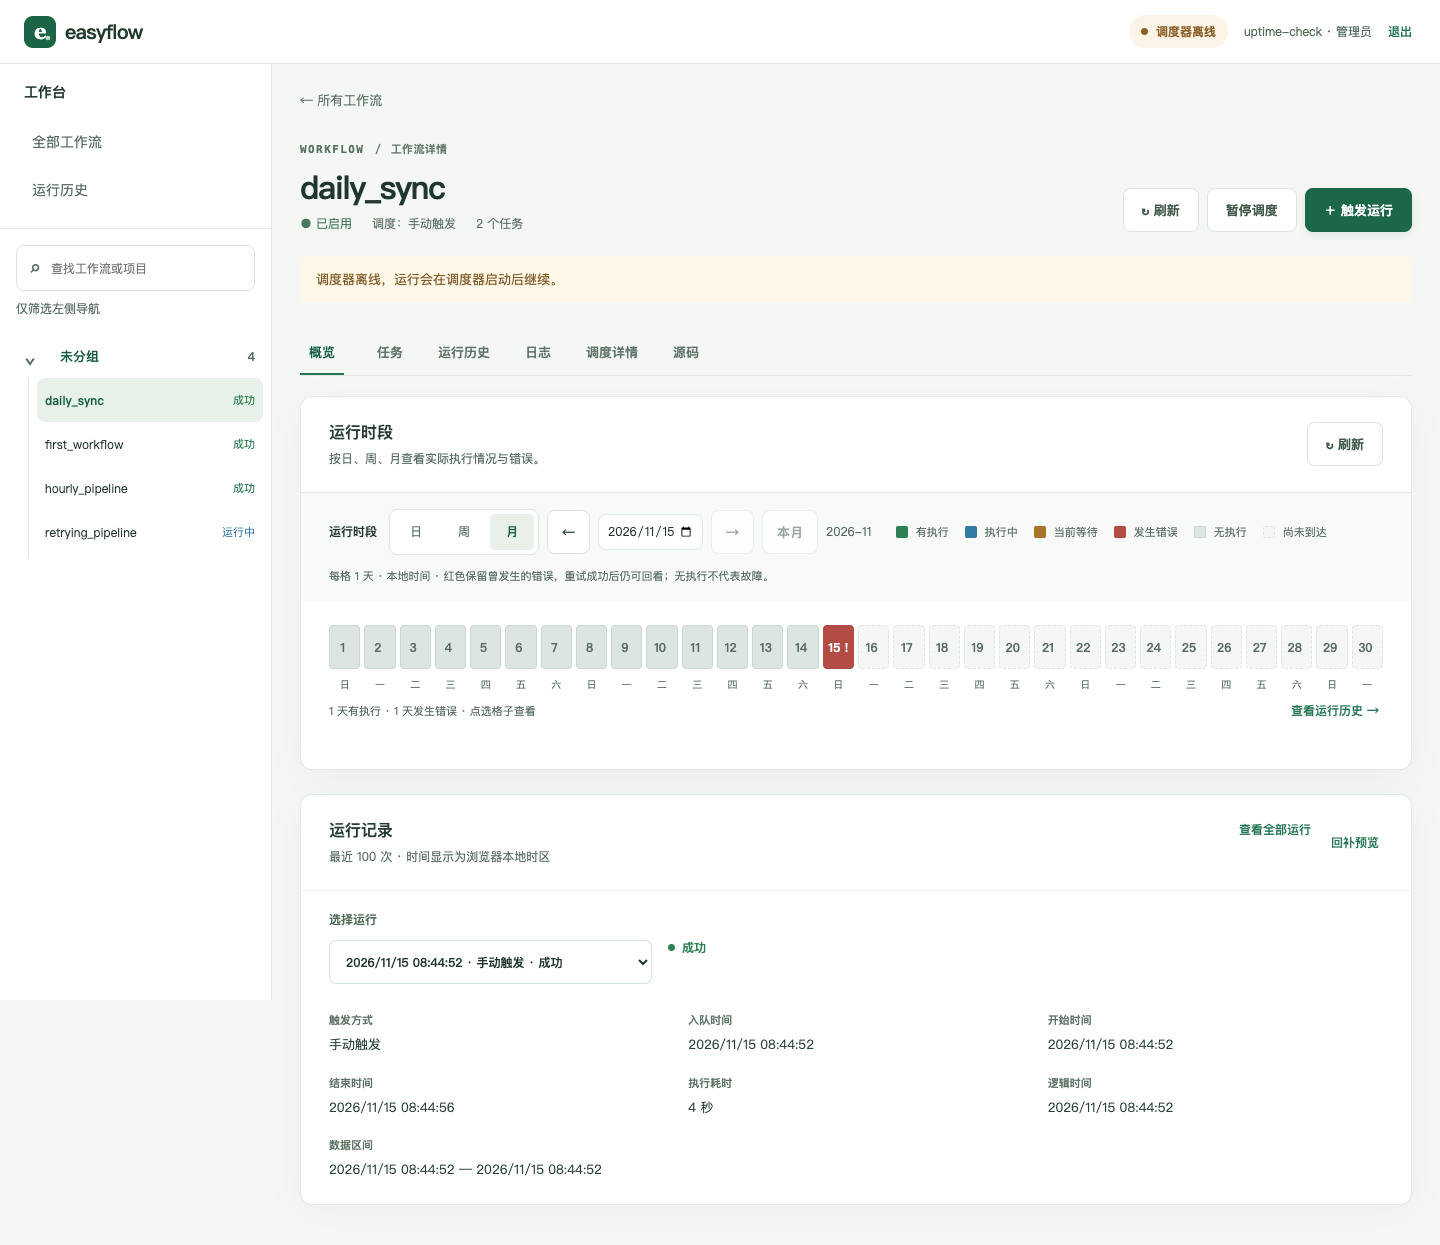 e. easyflow
调度器离线 uptime-check · 管理员 退出
工作台
全部工作流
运行历史
查找工作流或项目
仅筛选左侧导航
未分组 4
daily_sync 成功
first_workflow 成功
hourly_pipeline 成功
retrying_pipeline 运行中
← 所有工作流
WORKFLOW / 工作流详情
daily_sync
已启用 调度：手动触发 2 个任务
↻ 刷新 暂停调度 + 触发运行
调度器离线，运行会在调度器启动后继续。
概览 任务 运行历史 日志 调度详情 源码
运行时段
按日、周、月查看实际执行情况与错误。
↻ 刷新
运行时段 日 周 月 ← 2026/11/15 → 本月 2026-11 有执行 执行中 当前等待 发生错误 无执行 尚未到达
每格 1 天 · 本地时间 · 红色保留曾发生的错误，重试成功后仍可回看；无执行不代表故障。
1 2 3 4 5 6 7 8 9 10 11 12 13 14 15 ! 16 17 18 19 20 21 22 23 24 25 26 27 28 29 30
日 一 二 三 四 五 六 日 一 二 三 四 五 六 日 一 二 三 四 五 六 日 一 二 三 四 五 六 日 一
1 天有执行 · 1 天发生错误 · 点选格子查看 查看运行历史 →
运行记录
最近 100 次 · 时间显示为浏览器本地时区
查看全部运行 回补预览
选择运行
2026/11/15 08:44:52 · 手动触发 · 成功 成功
触发方式 入队时间 开始时间
手动触发 2026/11/15 08:44:52 2026/11/15 08:44:52
结束时间 执行耗时 逻辑时间
2026/11/15 08:44:56 4 秒 2026/11/15 08:44:52
数据区间
2026/11/15 08:44:52 — 2026/11/15 08:44:52